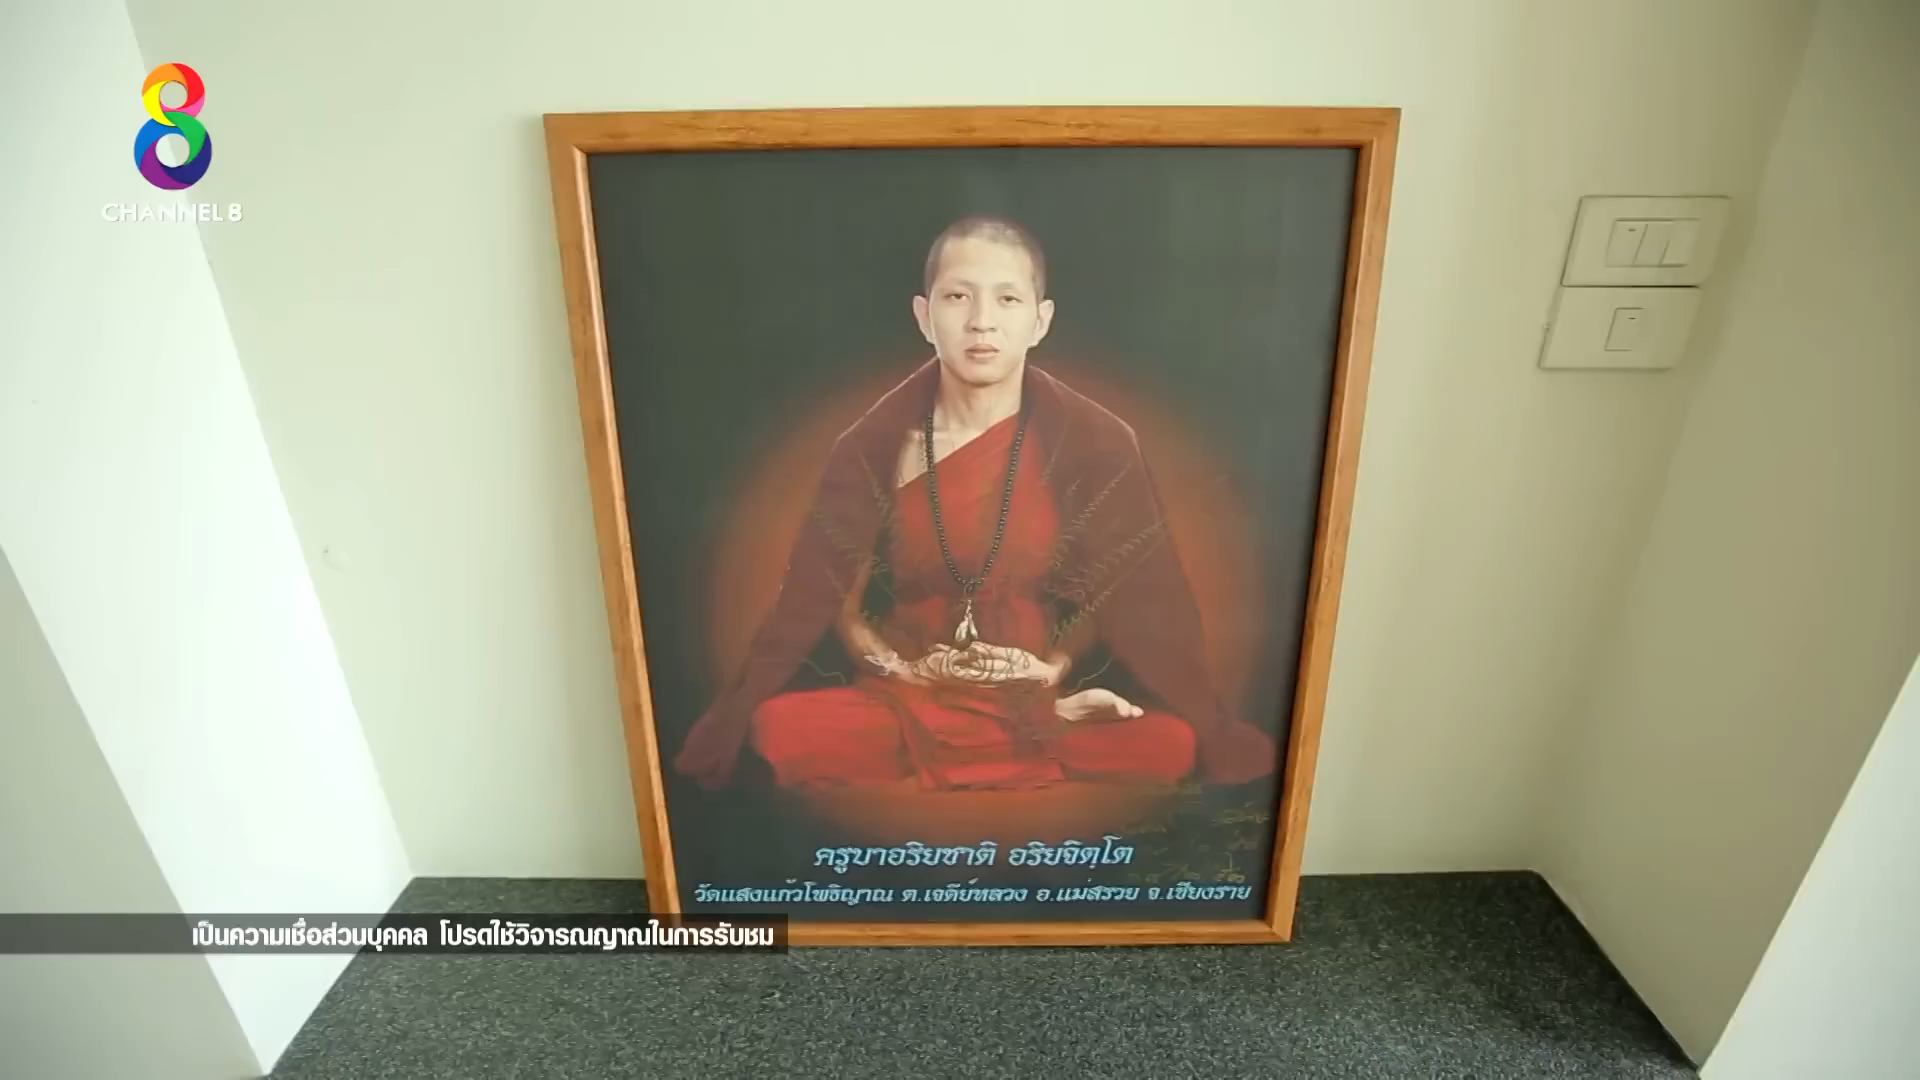 CHANNEL 8
ครูบาอริยชาติ อริยจิตฺโต
วัดแสงแก้วโพธิญาณ ต.เจดีย์หลวง อ.แม่สรวย จ.เชียงราย
เป็นความเชื่อส่วนบุคคล โปรดใช้วิจารณญาณในการรับชม